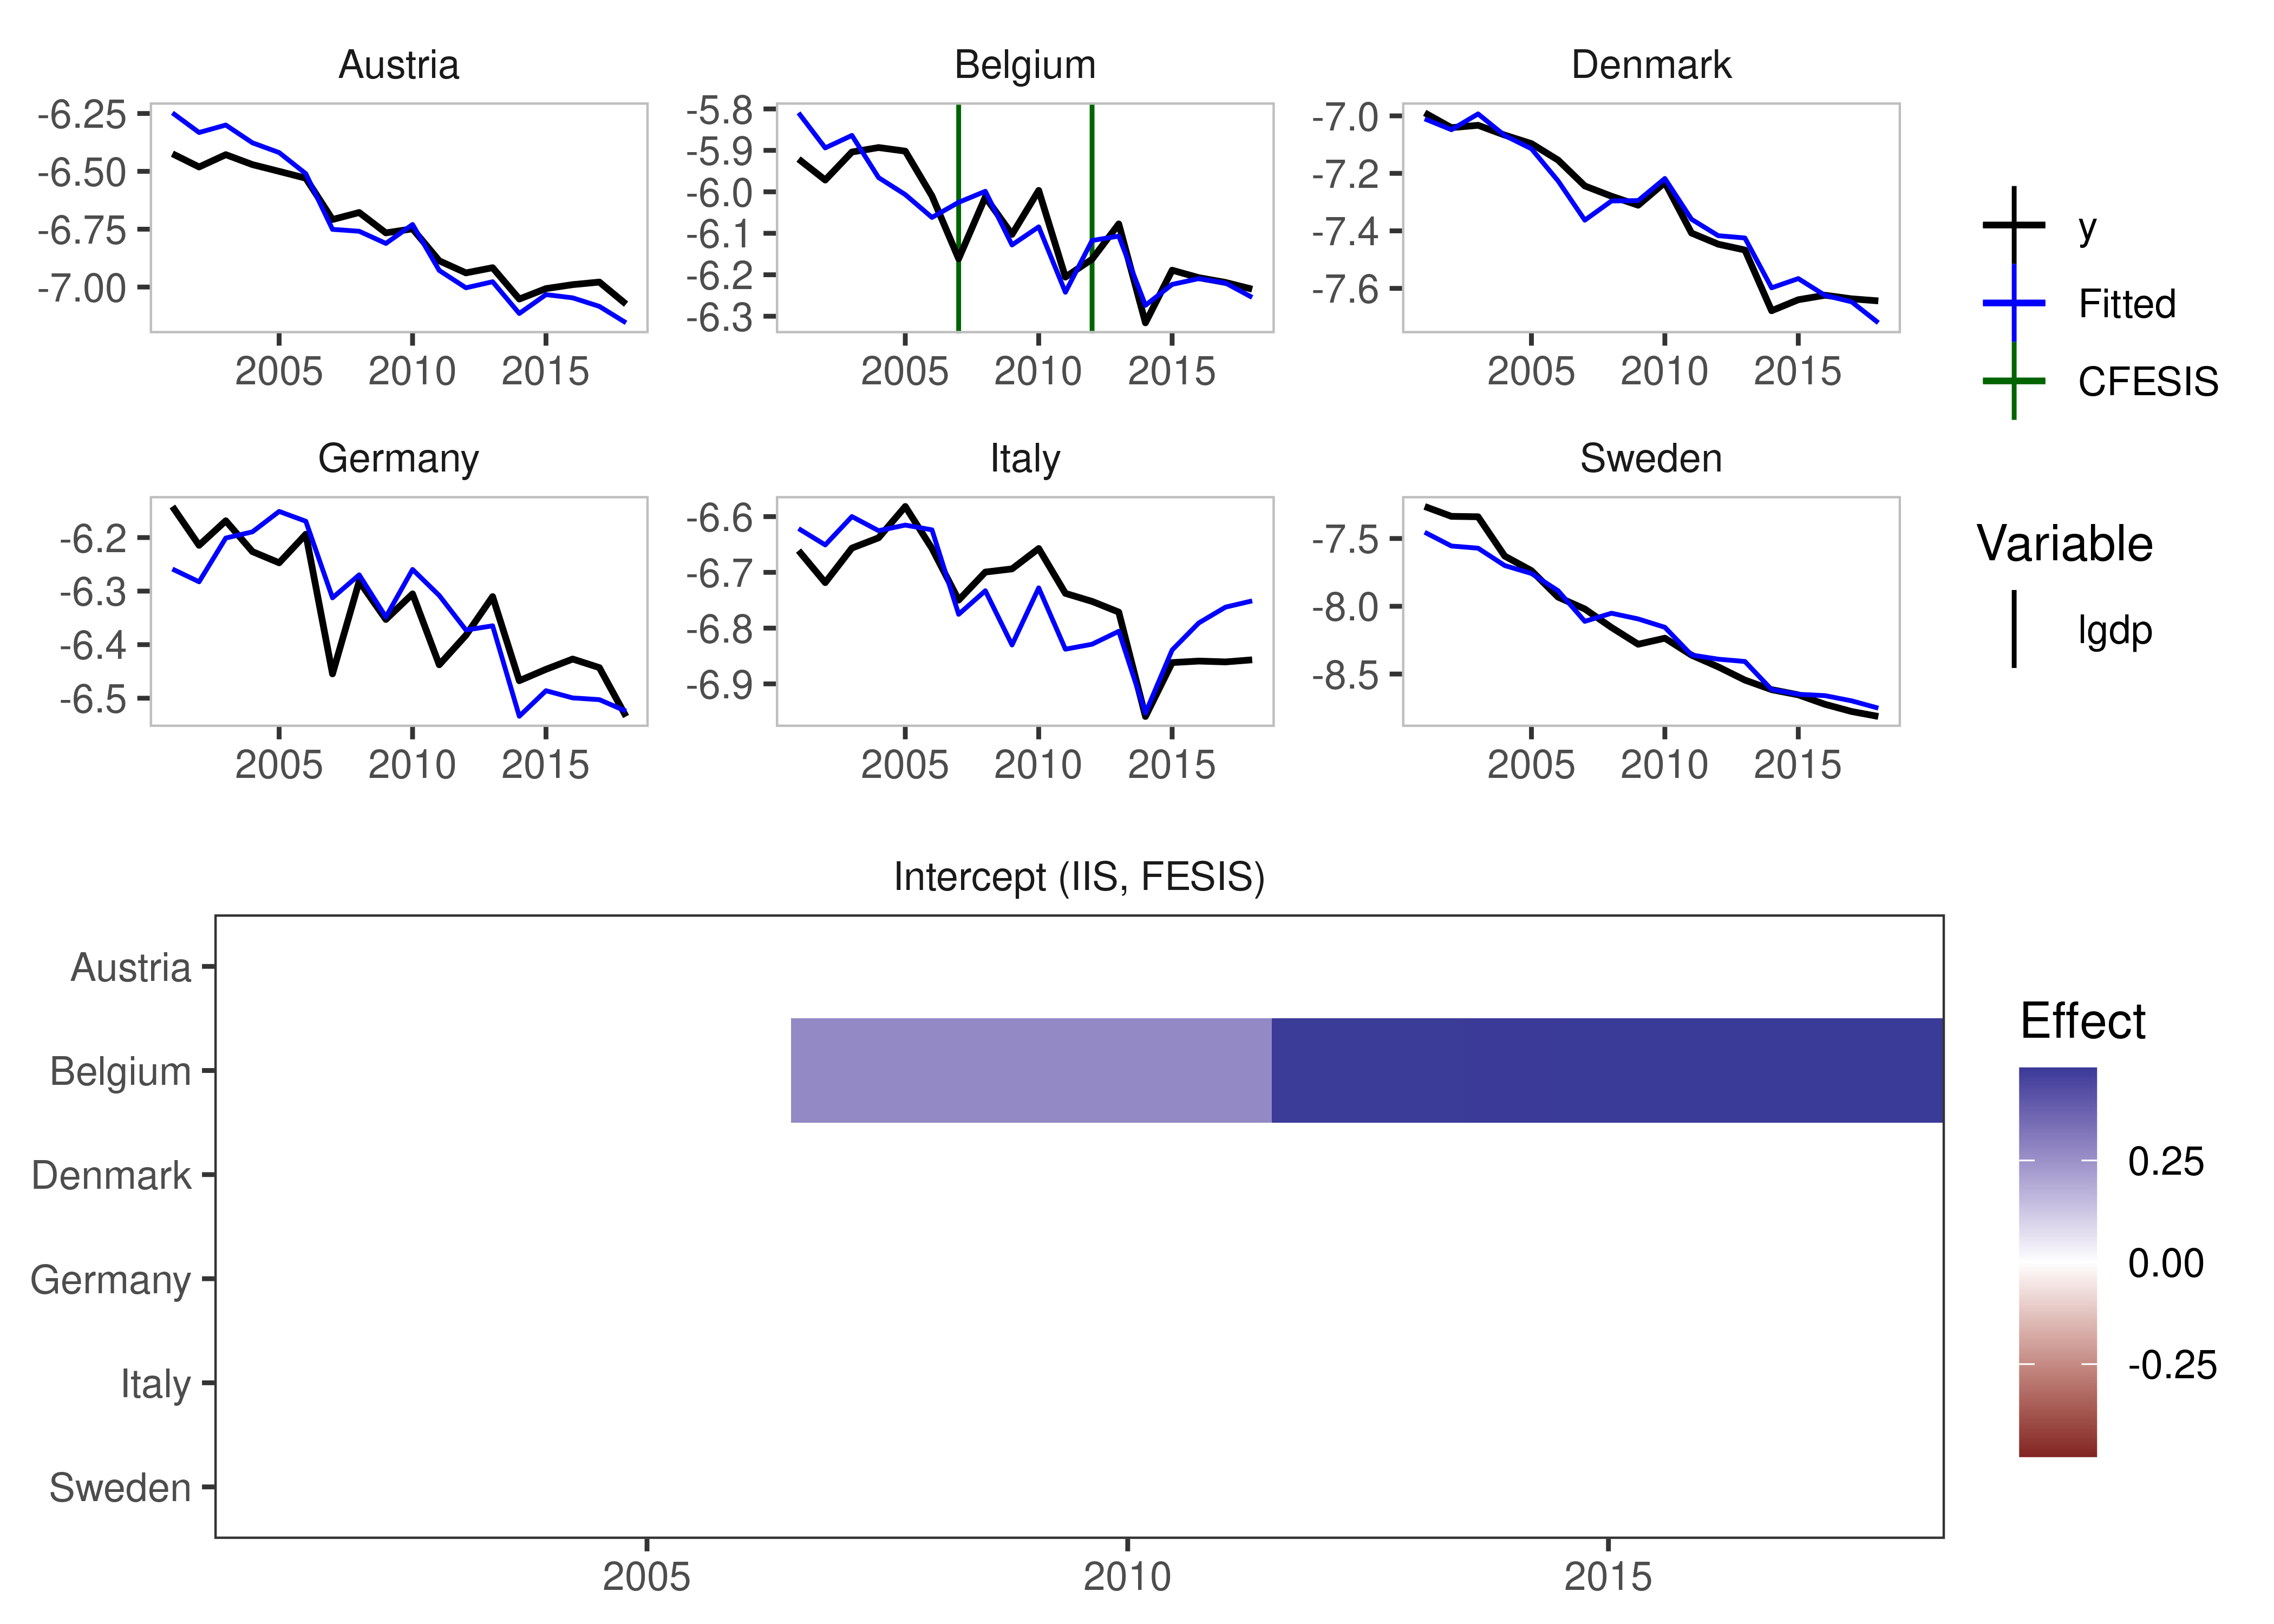 Austria
-6.25
-6.50
-6.75
-7.00
2005 2010 2015
Belgium
-5.8
-5.9
-6.0
-6.1
-6.2
-6.3
2005 2010 2015
Denmark
-7.0
-7.2
-7.4
-7.6
2005 2010 2015
Germany
-6.2
-6.3
-6.4
-6.5
2005 2010 2015
Italy
-6.6
-6.7
-6.8
-6.9
2005 2010 2015
Sweden
-7.5
-8.0
-8.5
2005 2010 2015
y
Fitted
CFESIS
Variable
lgdp
Intercept (IIS, FESIS)
Austria
Belgium
Denmark
Germany
Italy
Sweden
2005 2010 2015
Effect
0.25
0.00
-0.25